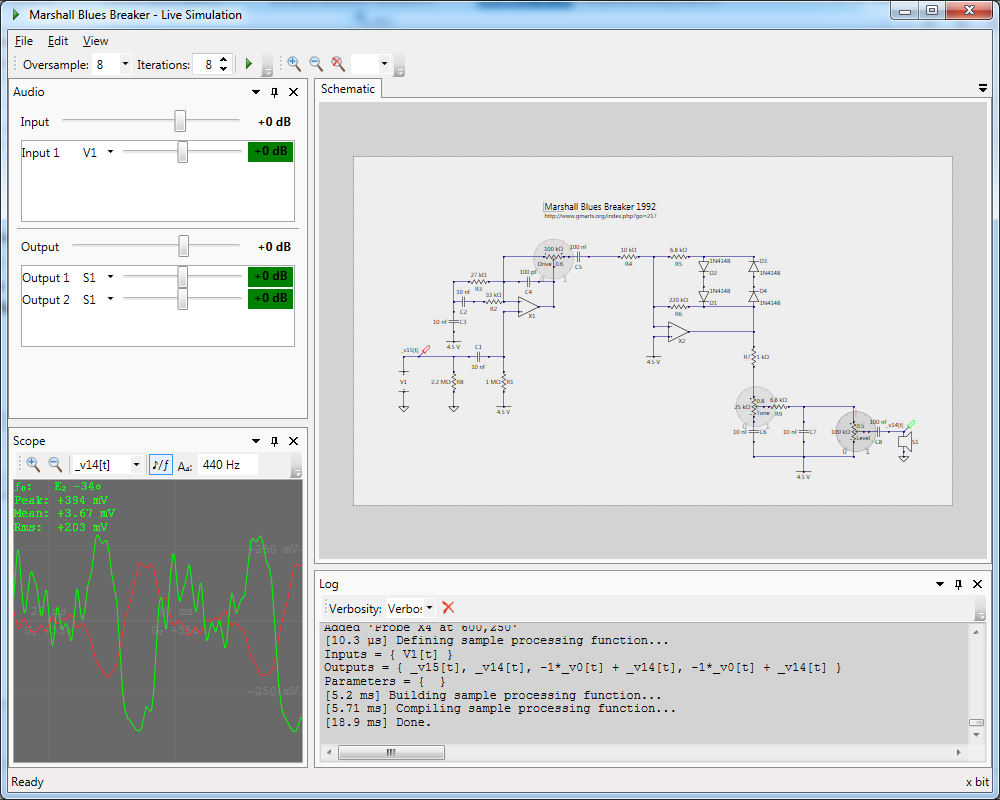 Marshall Blues Breaker - Live Simulation
File Edit View
Oversample: 8 Iterations: 8
Audio
Input +0 dB
Input 1 V1 +0 dB
Output +0 dB
Output 1 S1 +0 dB
Output 2 S1 +0 dB
Scope
_v14[t] ♪/f A₄: 440 Hz
f₀: E₂ -34¢
Peak: +394 mV
Mean: +3.67 mV
Rms: +203 mV
+250 mV
-250 mV
Schematic
Marshall Blues Breaker 1992
http://www.gmarts.org/index.php?go=217
100 kΩ
Drive 0.6
0 1
100 nF
C5
10 kΩ
R4
6.8 kΩ
R5
1N4148
D2
D3
1N4148
27 kΩ
R3
100 pF
C4
10 nF
C2
33 kΩ
R2
X1
10 nF C3
4.5 V
220 kΩ
R6
1N4148
D1
D4
1N4148
X2
4.5 V
_v15[t]
C1
10 nF
V1
2.2 MΩ R8
1 MΩ R1
4.5 V
R7 1 kΩ
25 kΩ 0.8
Tone
0 1
6.8 kΩ
R9
10 nF C6
10 nF C7
4.5 V
100 kΩ 0.5
Level
0 1
100 nF
C8
_v14[t]
S1
Log
Verbosity: Verbo:
Added 'Probe X4 at 600,250'
[10.3 µs] Defining sample processing function...
Inputs = { V1[t] }
Outputs = { _v15[t], _v14[t], -1*_v0[t] + _v14[t], -1*_v0[t] + _v14[t] }
Parameters = { }
[5.2 ms] Building sample processing function...
[5.71 ms] Compiling sample processing function...
[18.9 ms] Done.
Ready x bit